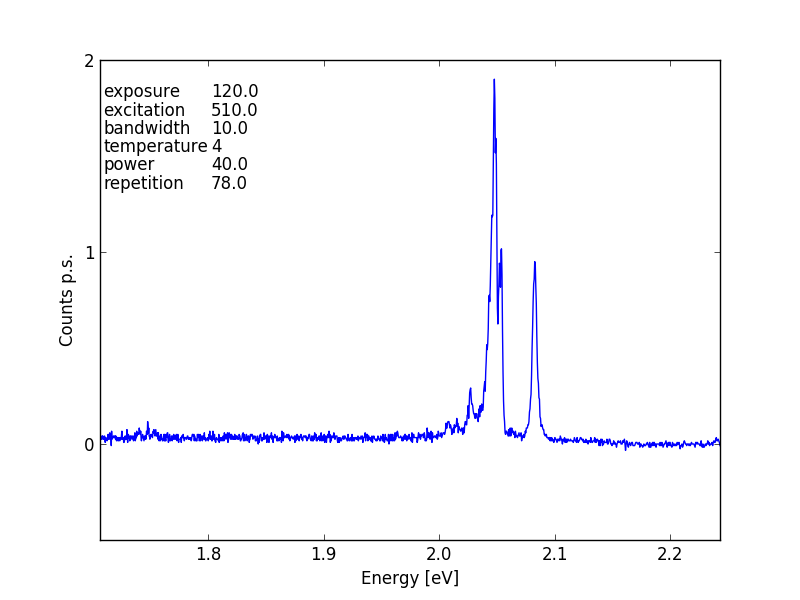 2
exposure 120.0
excitation 510.0
bandwidth 10.0
temperature 4
power 40.0
repetition 78.0
1
Counts p.s.
0
1.8 1.9 2.0 2.1 2.2
Energy [eV]